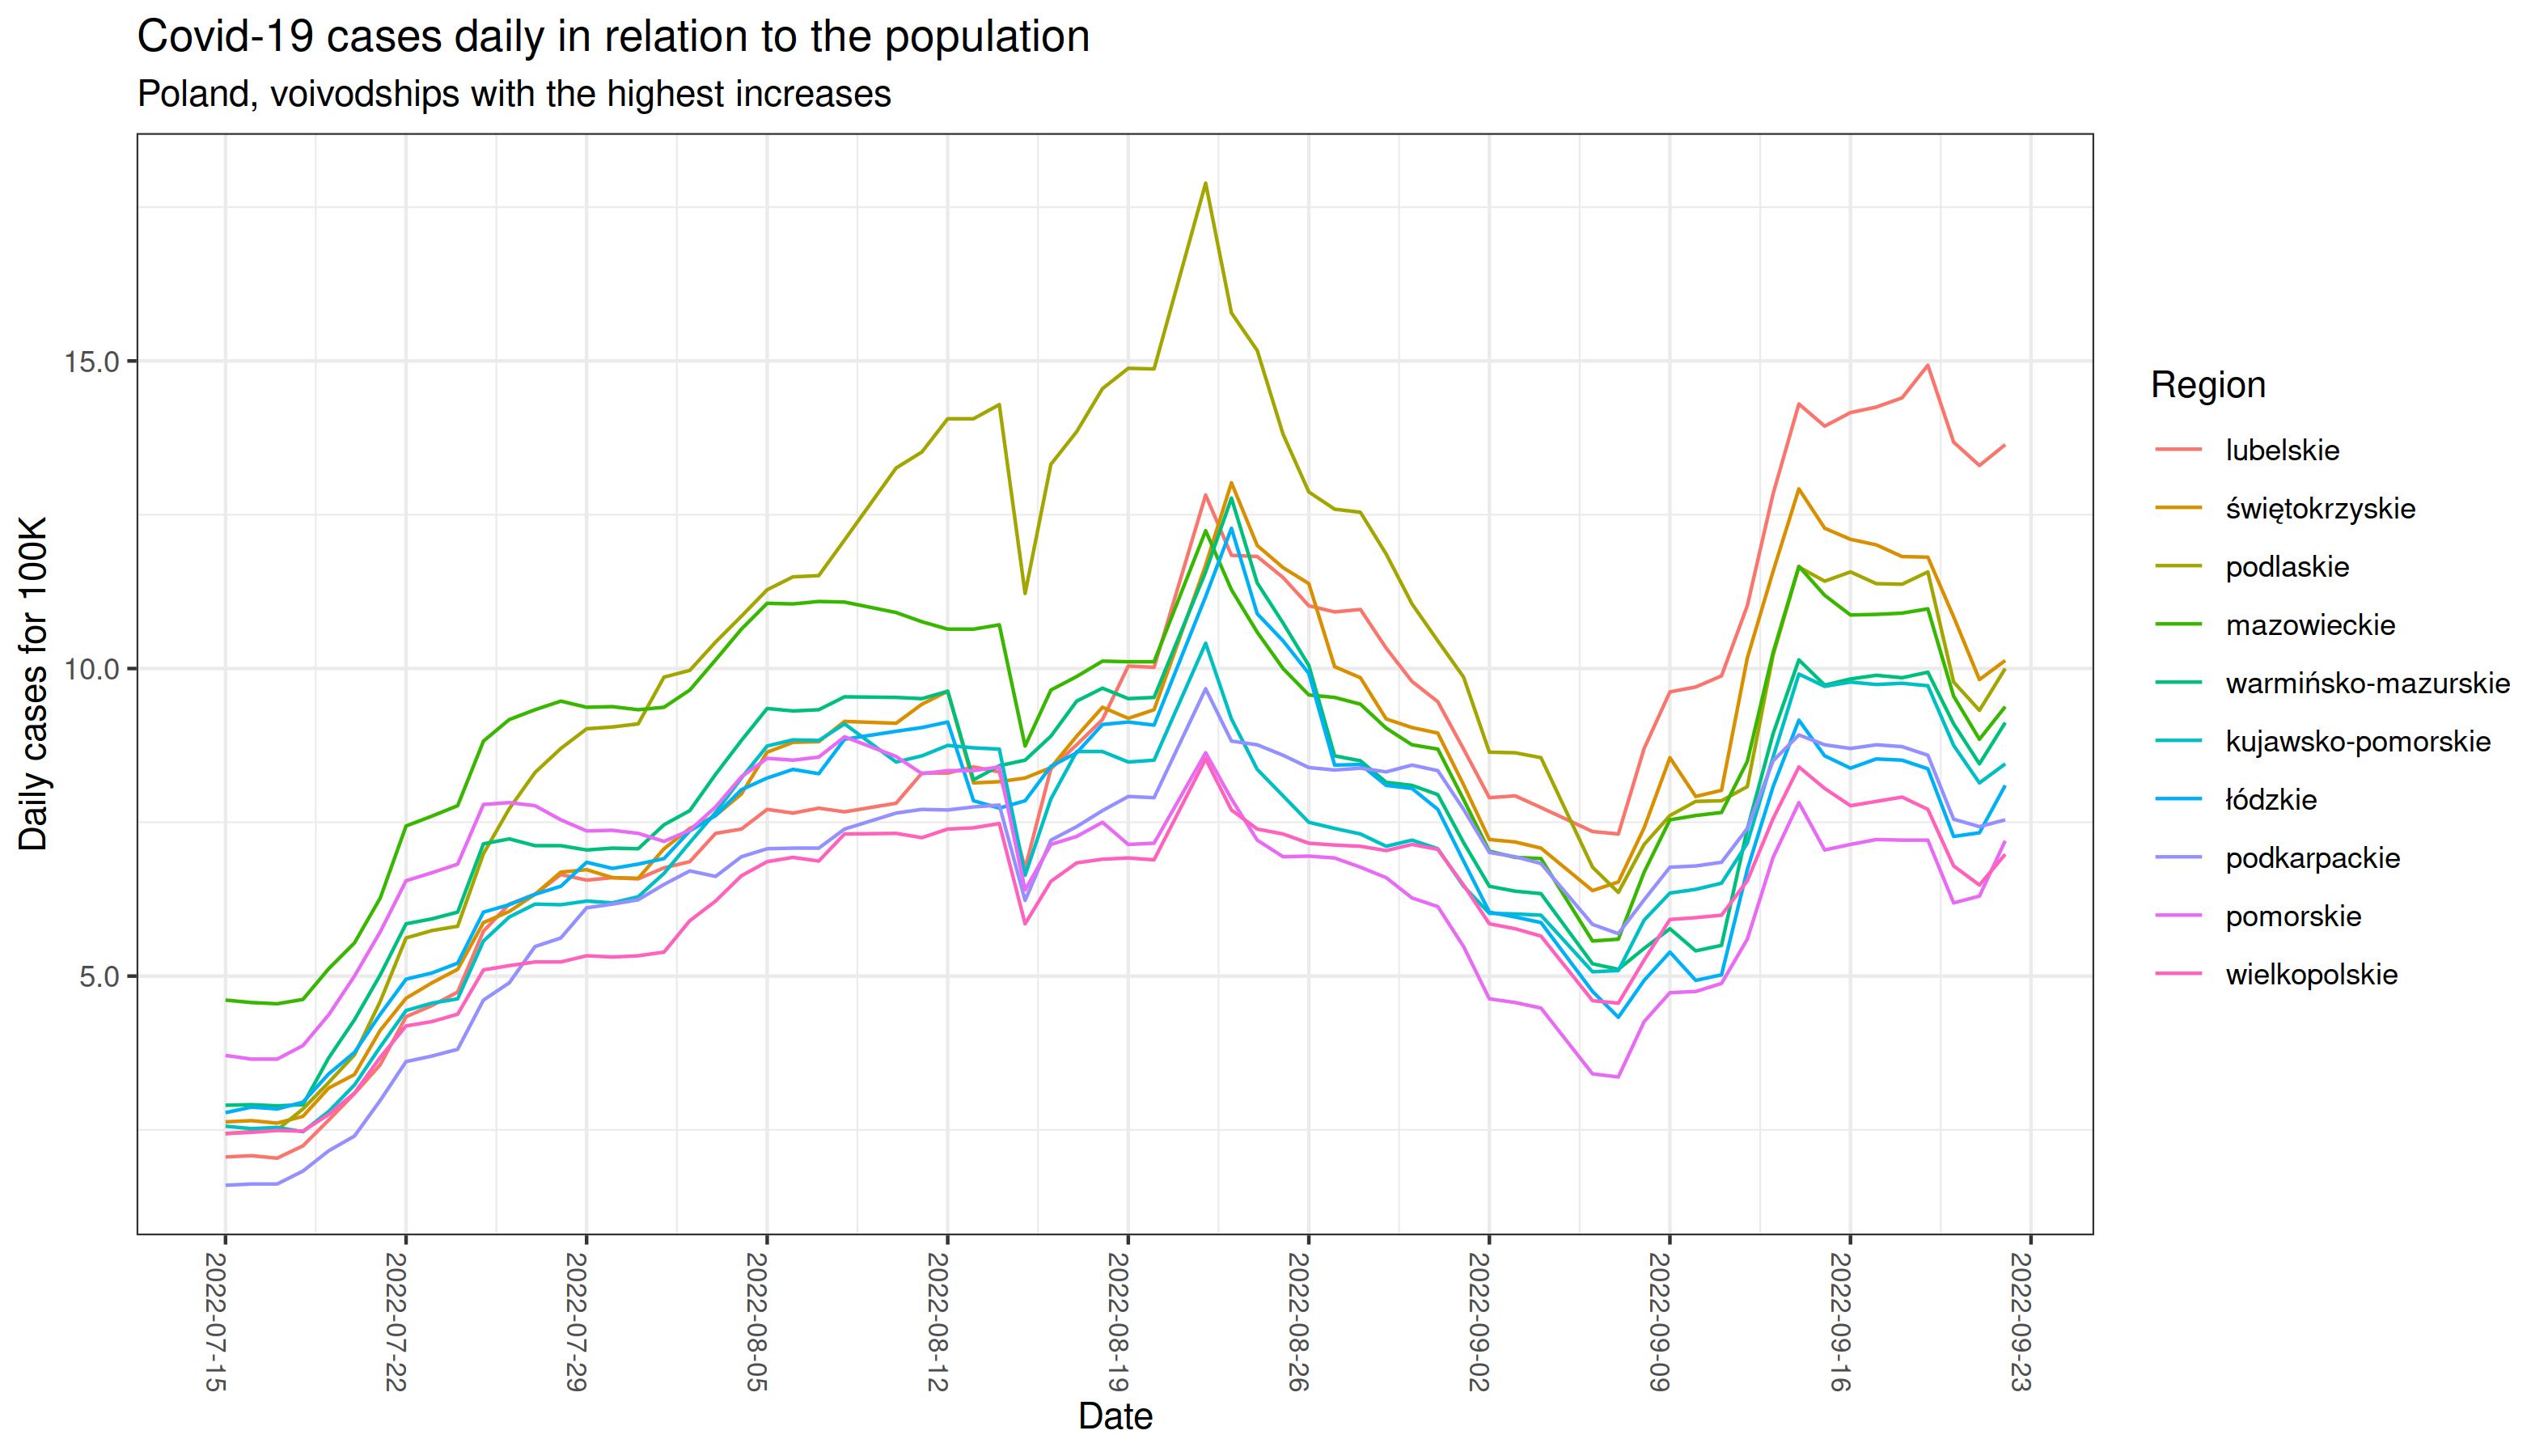 Covid-19 cases daily in relation to the population
Poland, voivodships with the highest increases
Daily cases for 100K
15.0
10.0
5.0
2022-07-15
2022-07-22
2022-07-29
2022-08-05
2022-08-12
2022-08-19
2022-08-26
2022-09-02
2022-09-09
2022-09-16
2022-09-23
Date
Region
lubelskie
świętokrzyskie
podlaskie
mazowieckie
warmińsko-mazurskie
kujawsko-pomorskie
łódzkie
podkarpackie
pomorskie
wielkopolskie